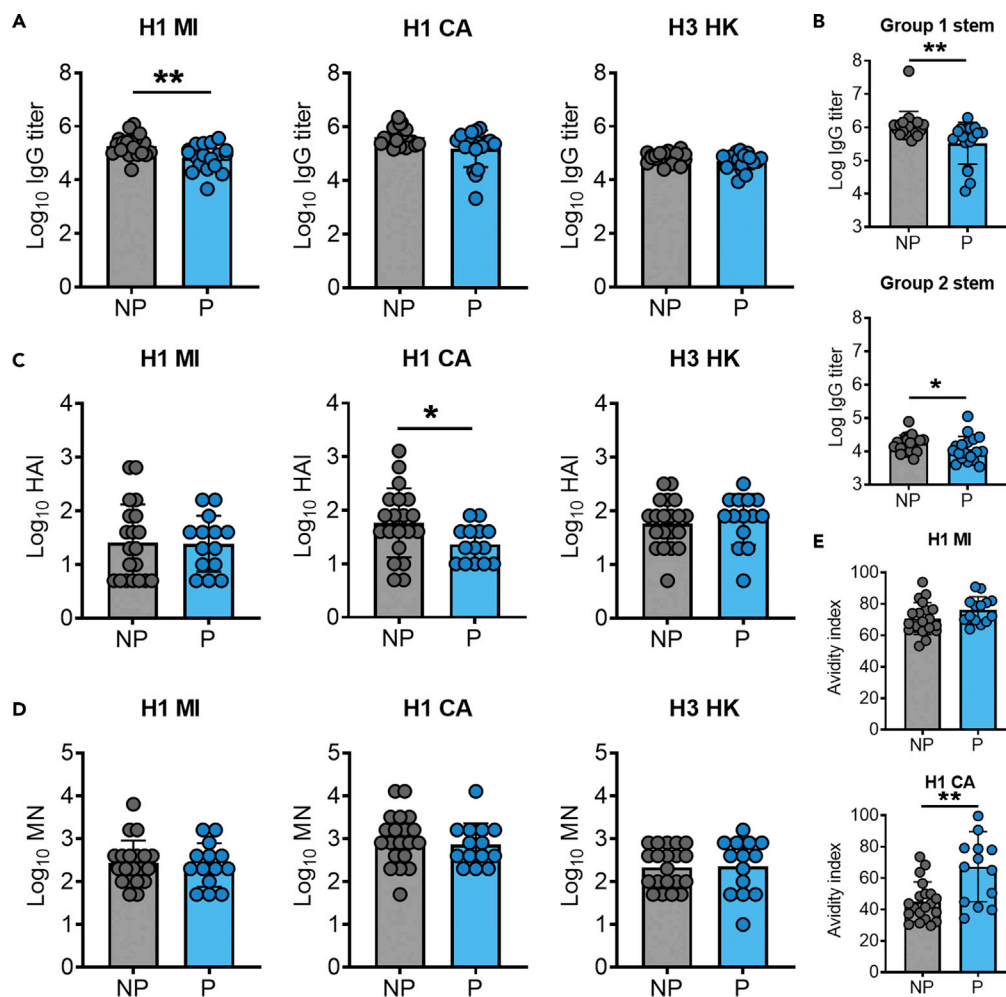 A
H1 MI
Log10 IgG titer
8
6
4
2
0
**
NP P
H1 CA
Log10 IgG titer
8
6
4
2
0
NP P
H3 HK
Log10 IgG titer
8
6
4
2
0
NP P
B
Group 1 stem
Log IgG titer
8
7
6
5
4
3
**
NP P
Group 2 stem
Log IgG titer
8
7
6
5
4
3
*
NP P
C
H1 MI
Log10 HAI
4
3
2
1
0
NP P
H1 CA
Log10 HAI
4
3
2
1
0
*
NP P
H3 HK
Log10 HAI
4
3
2
1
0
NP P
D
H1 MI
Log10 MN
5
4
3
2
1
0
NP P
H1 CA
Log10 MN
5
4
3
2
1
0
NP P
H3 HK
Log10 MN
5
4
3
2
1
0
NP P
E
H1 MI
Avidity index
100
80
60
40
20
0
NP P
H1 CA
Avidity index
100
80
60
40
20
0
**
NP P